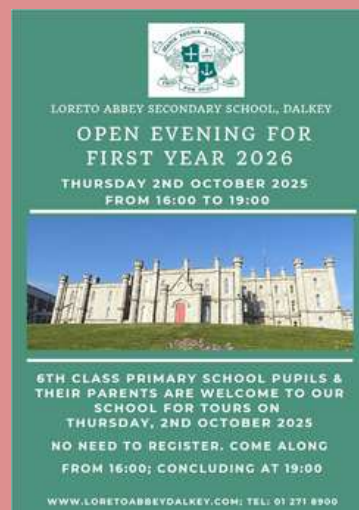 LORETO ABBEY SECONDARY SCHOOL, DALKEY
OPEN EVENING FOR
FIRST YEAR 2026
THURSDAY 2ND OCTOBER 2025
FROM 16:00 TO 19:00
6TH CLASS PRIMARY SCHOOL PUPILS &
THEIR PARENTS ARE WELCOME TO OUR
SCHOOL FOR TOURS ON
THURSDAY, 2ND OCTOBER 2025
NO NEED TO REGISTER. COME ALONG
FROM 16:00; CONCLUDING AT 19:00
WWW.LORETOABBEYDALKEY.COM; TEL: 01 271 8900